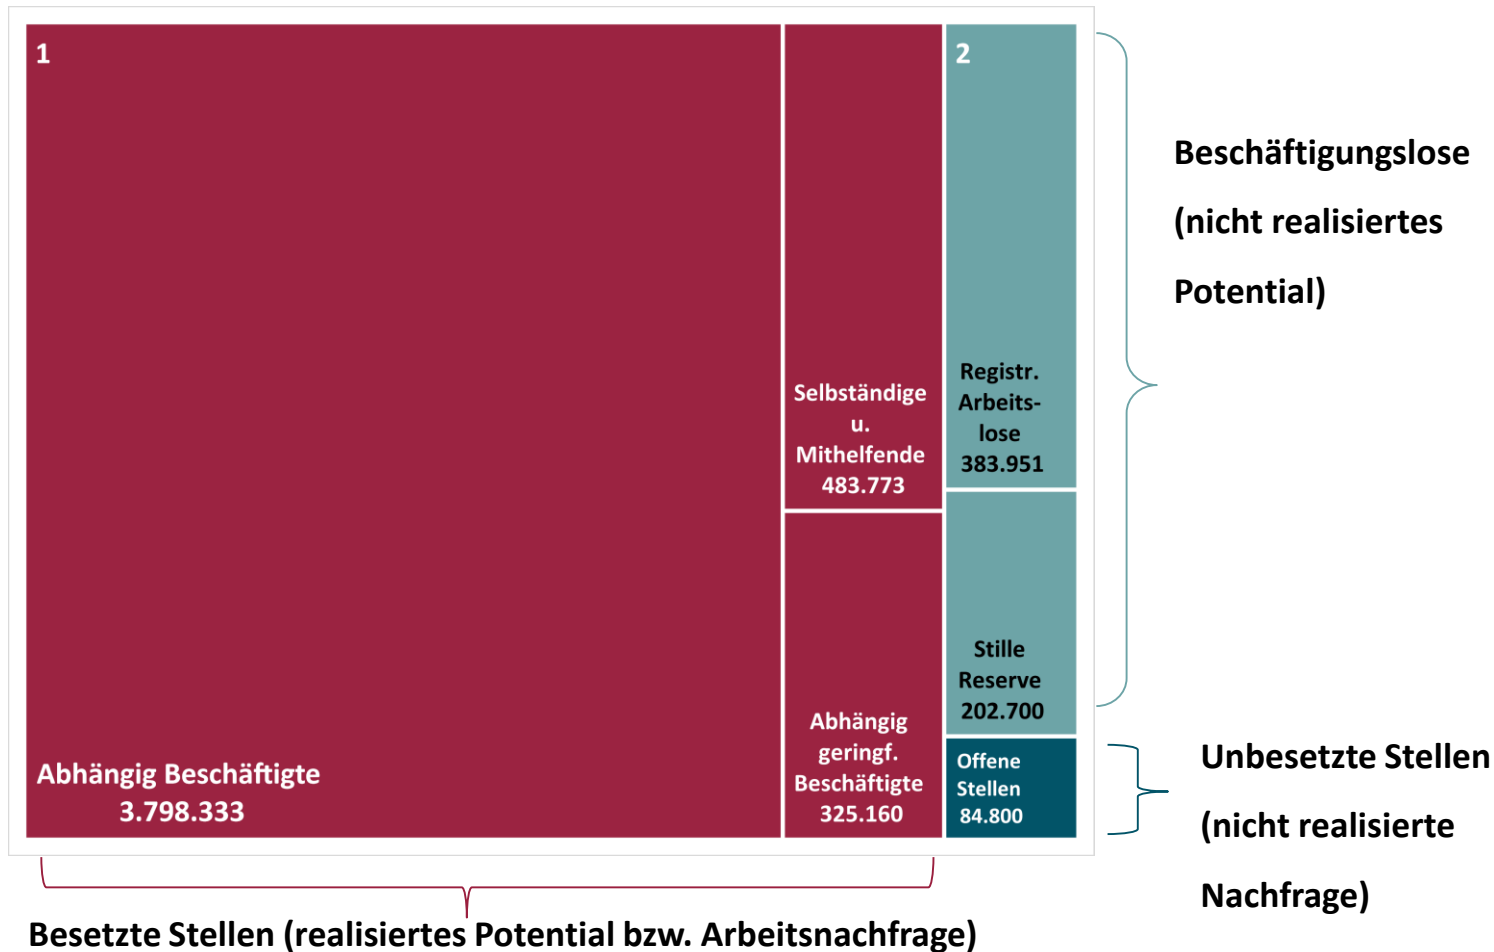 1
Abhängig Beschäftigte
3.798.333
Selbständige
u.
Mithelfende
483.773
Abhängig
geringf.
Beschäftigte
325.160
2
Registr.
Arbeits-
lose
383.951
Stille
Reserve
202.700
Offene
Stellen
84.800
Beschäftigungslose
(nicht realisiertes
Potential)
Unbesetzte Stellen
(nicht realisierte
Nachfrage)
Besetzte Stellen (realisiertes Potential bzw. Arbeitsnachfrage)